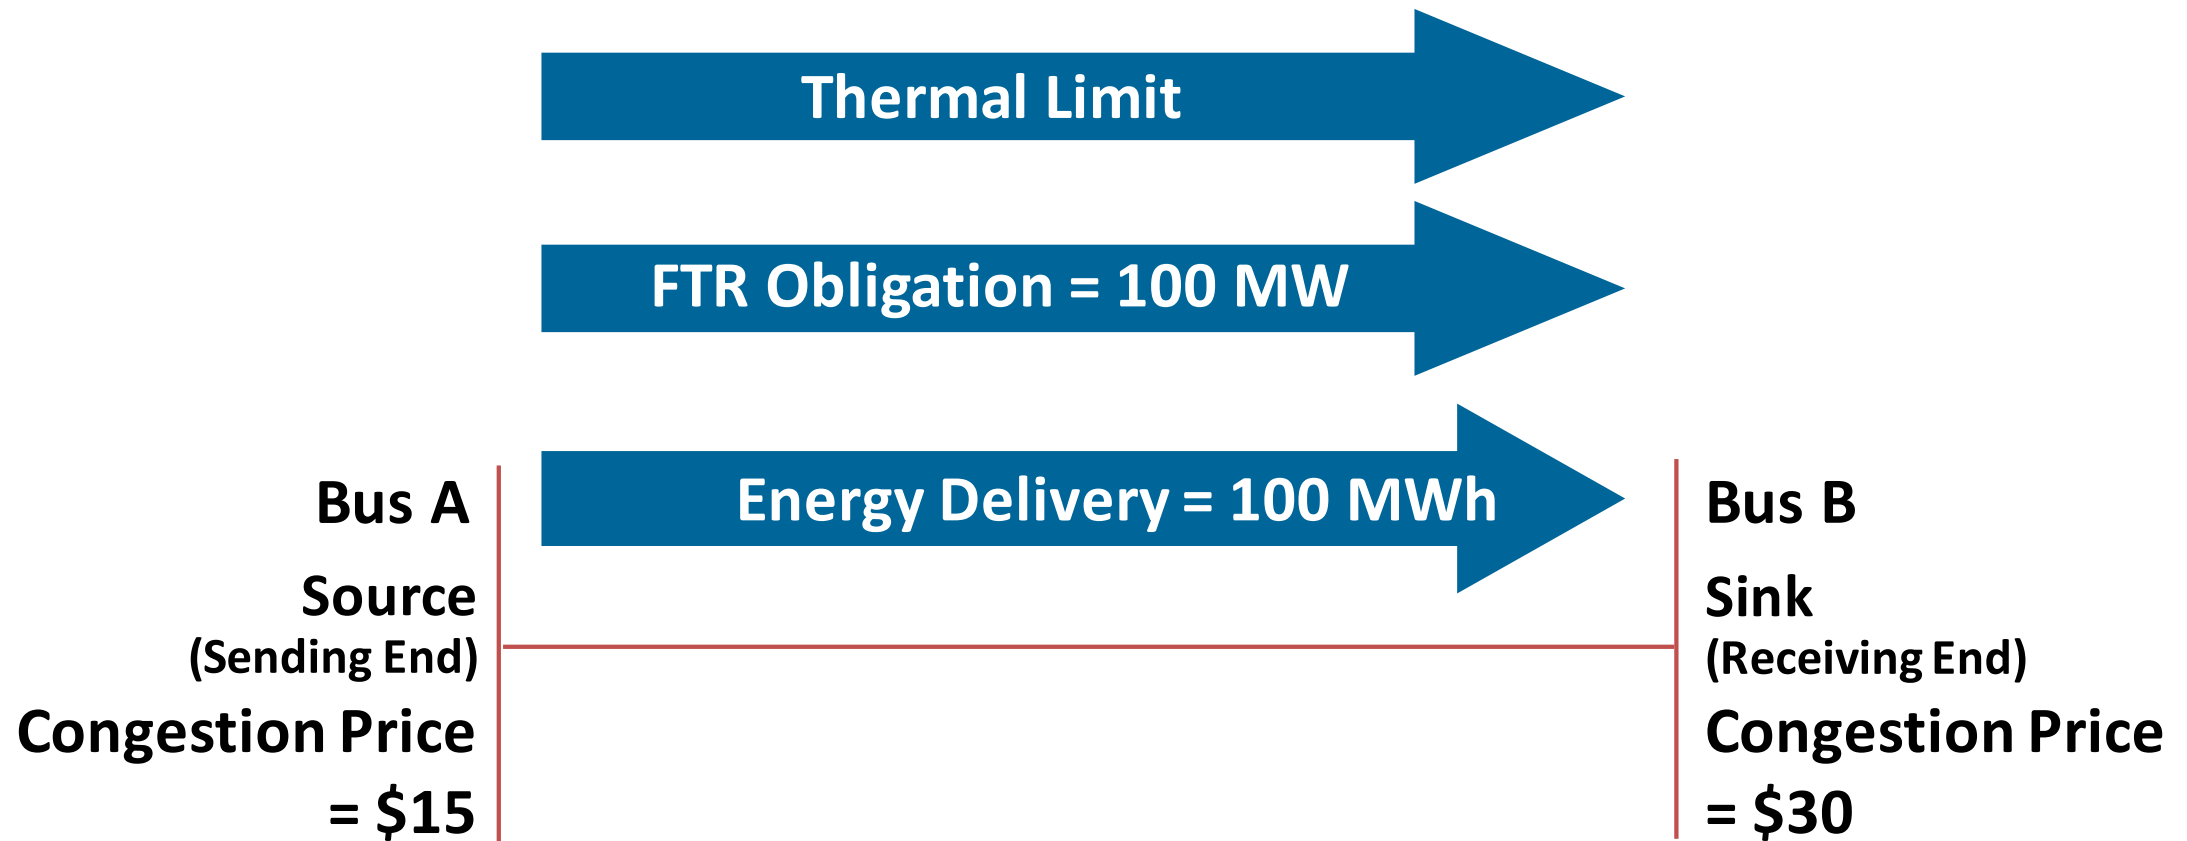 Thermal Limit
FTR Obligation = 100 MW
Energy Delivery = 100 MWh
Bus A
Source
(Sending End)
Congestion Price
= $15
Bus B
Sink
(Receiving End)
Congestion Price
= $30